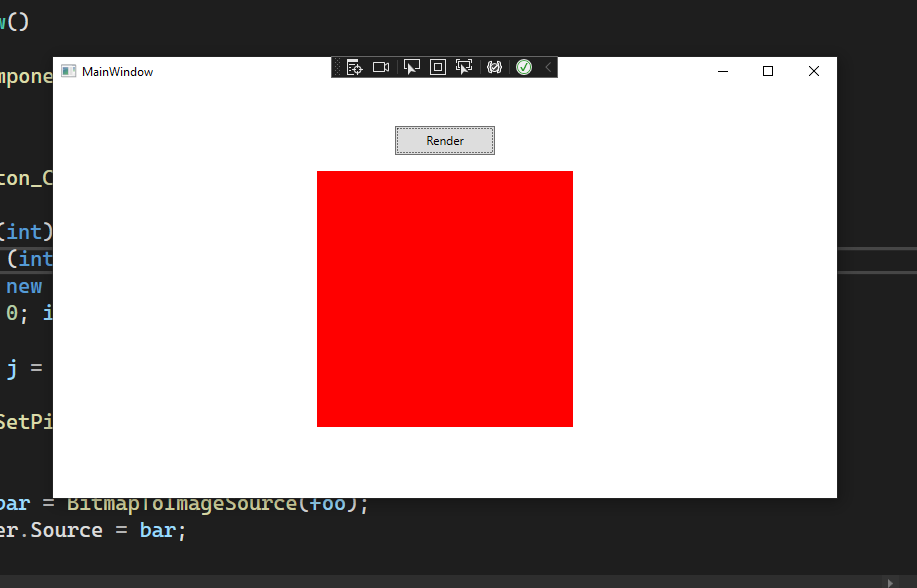 w()
MainWindow
mpone
Render
ton_C
(int)
(int
new
0; i
j =
SetPi
bar = BitmapToImageSource(foo);
er.Source = bar;